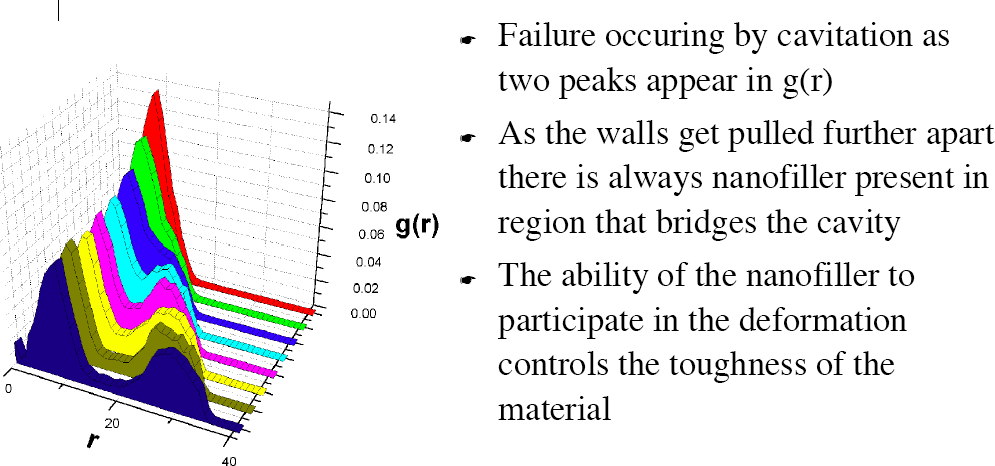 0.14
0.12
0.10
0.08
0.06
g(r)
0.04
0.02
0.00
0
20
40
r
☛ Failure occuring by cavitation as
two peaks appear in g(r)
☛ As the walls get pulled further apart
there is always nanofiller present in
region that bridges the cavity
☛ The ability of the nanofiller to
participate in the deformation
controls the toughness of the
material